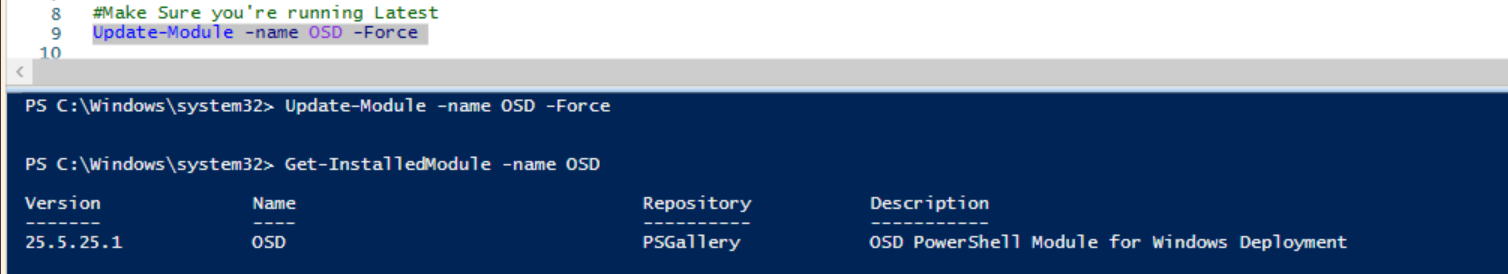 8 #Make Sure you're running Latest
9 Update-Module -name OSD -Force
10
PS C:\Windows\system32> Update-Module -name OSD -Force
PS C:\Windows\system32> Get-InstalledModule -name OSD
Version Name Repository Description
------- ---- ---------- -----------
25.5.25.1 OSD PSGallery OSD PowerShell Module for Windows Deployment